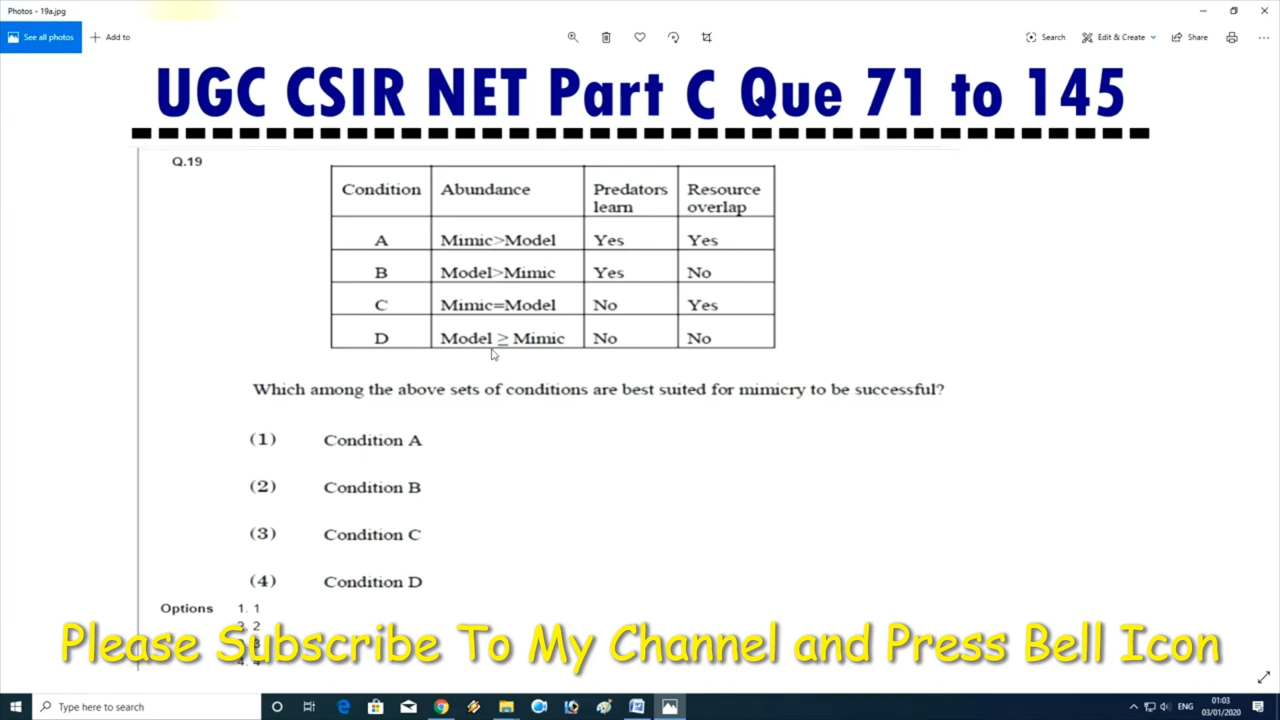 Photos - 19a.jpg
See all photos
Add to
Search
Edit & Create
Share
UGC CSIR NET Part C Que 71 to 145
Q.19
Condition Abundance Predators learn Resource overlap
A Mimic>Model Yes Yes
B Model>Mimic Yes No
C Mimic=Model No Yes
D Model ≥ Mimic No No
Which among the above sets of conditions are best suited for mimicry to be successful?
(1) Condition A
(2) Condition B
(3) Condition C
(4) Condition D
Options 1. 1
2
Please Subscribe To My Channel and Press Bell Icon
4. 4
Type here to search
ENG
01:03
03/01/2020